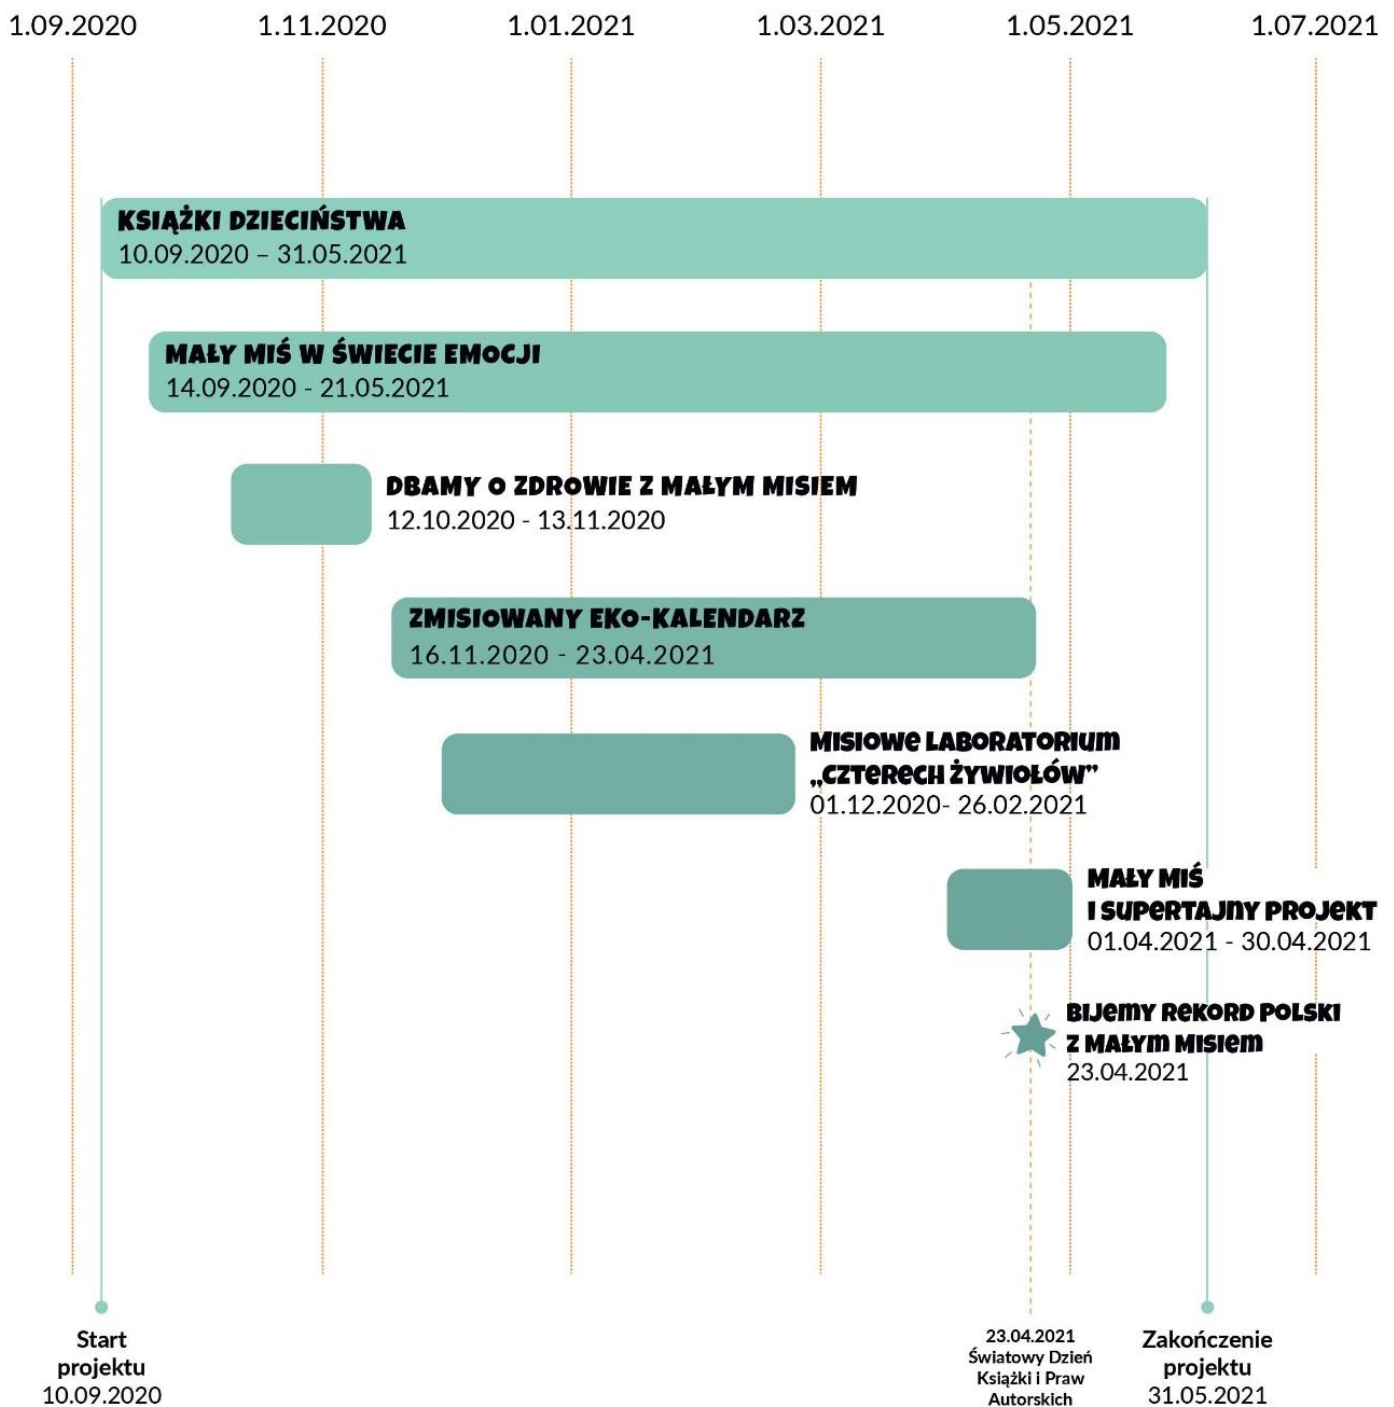 1.09.2020 1.11.2020 1.01.2021 1.03.2021 1.05.2021 1.07.2021
KSIĄŻKI DZIECIŃSTWA
10.09.2020 – 31.05.2021
MAŁY MIŚ W ŚWIECIE EMOCJI
14.09.2020 - 21.05.2021
DBAMY O ZDROWIE Z MAŁYM MISIEM
12.10.2020 - 13.11.2020
ZMISIOWANY EKO-KALENDARZ
16.11.2020 - 23.04.2021
MISIOWE LABORATORIUM
„CZTERECH ŻYWIOŁÓW”
01.12.2020- 26.02.2021
MAŁY MIŚ
I SUPERTAJNY PROJEKT
01.04.2021 - 30.04.2021
BIJEMY REKORD POLSKI
Z MAŁYM MISIEM
23.04.2021
Start
projektu
10.09.2020
23.04.2021
Światowy Dzień
Książki i Praw
Autorskich
Zakończenie
projektu
31.05.2021